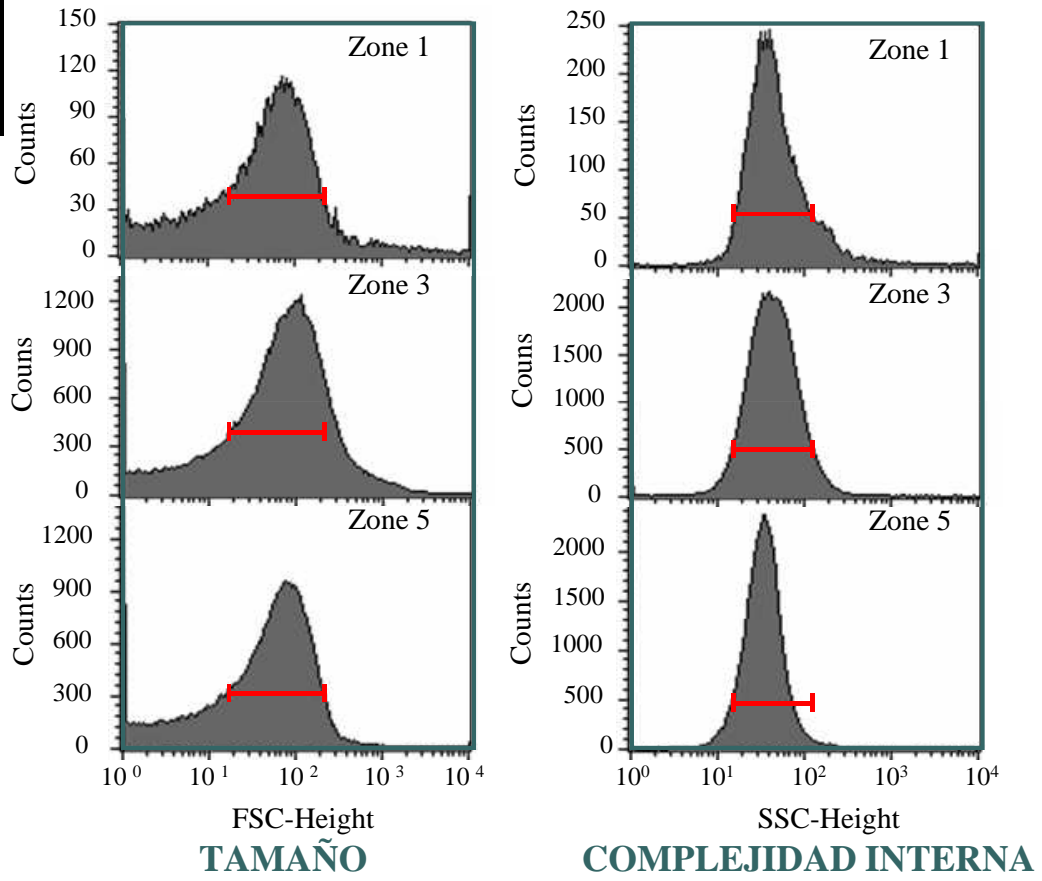 150
120
90
60
30
0
Counts
Zone 1
250
200
150
100
50
0
Counts
Zone 1
1200
900
600
300
0
Couns
Zone 3
2000
1500
1000
500
0
Couns
Zone 3
1200
900
600
300
0
Counts
Zone 5
2000
1500
1000
500
0
Counts
Zone 5
10⁰ 10¹ 10² 10³ 10⁴
FSC-Height
TAMAÑO
10⁰ 10¹ 10² 10³ 10⁴
SSC-Height
COMPLEJIDAD INTERNA